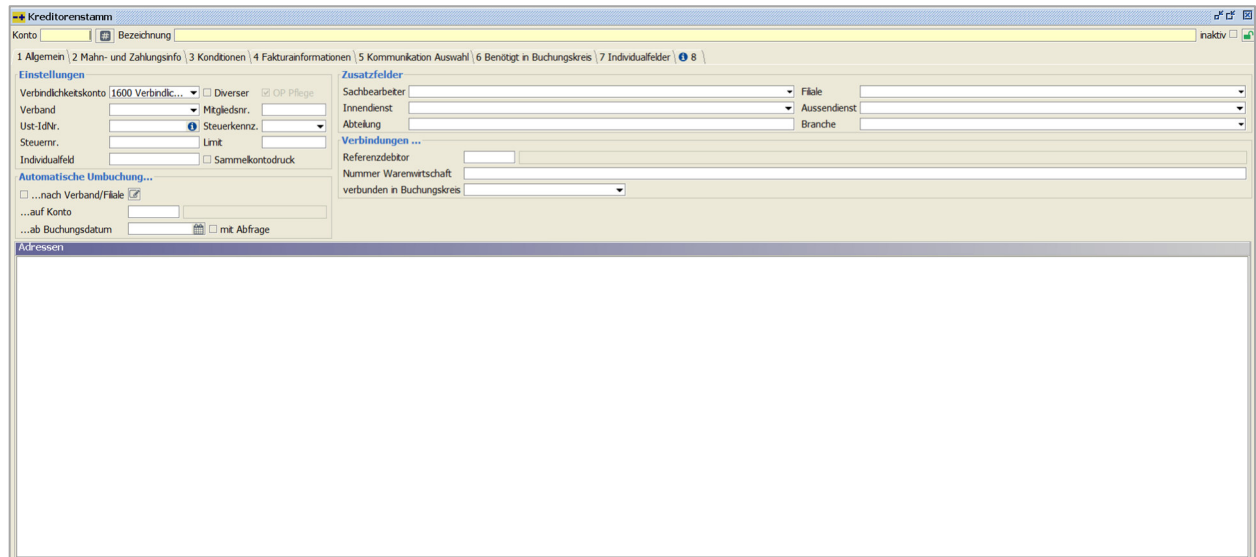 Kreditorenstamm
Konto # Bezeichnung inaktiv
1 Allgemein 2 Mahn- und Zahlungsinfo 3 Konditionen 4 Fakturainformationen 5 Kommunikation Auswahl 6 Benötigt in Buchungskreis 7 Individualfelder 8
Einstellungen
Verbindlichkeitskonto 1600 Verbindlic... Diverser OP Pflege
Verband Mitgliedsnr.
Ust-IdNr. Steuerkennz.
Steuernr. Limit
Individualfeld Sammelkontodruck
Automatische Umbuchung...
...nach Verband/Filiale
...auf Konto
...ab Buchungsdatum mit Abfrage
Zusatzfelder
Sachbearbeiter Filiale
Innendienst Aussendienst
Abteilung Branche
Verbindungen ...
Referenzdebitor
Nummer Warenwirtschaft
verbunden in Buchungskreis
Adressen